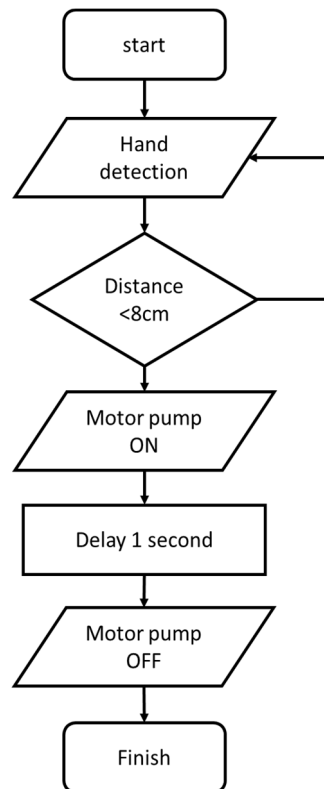 start
Hand
detection
Distance
<8cm
Motor pump
ON
Delay 1 second
Motor pump
OFF
Finish